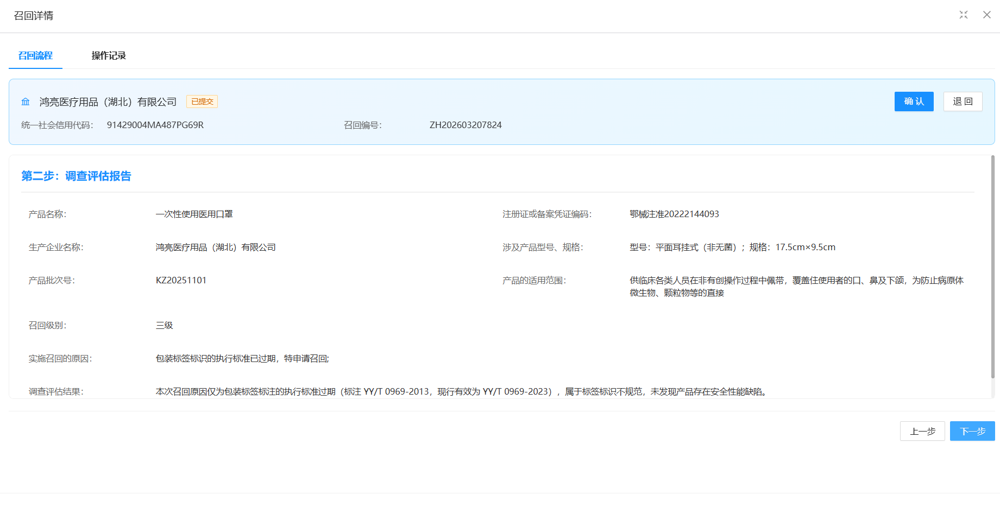 召回详情
召回流程 操作记录
鸿亮医疗用品（湖北）有限公司 已提交 确认 退回
统一社会信用代码： 91429004MA487PG69R 召回编号： ZH202603207824
第二步：调查评估报告
产品名称： 一次性使用医用口罩 注册证或备案凭证编码： 鄂械注准20222144093
生产企业名称： 鸿亮医疗用品（湖北）有限公司 涉及产品型号、规格： 型号：平面耳挂式（非无菌）；规格：17.5cm×9.5cm
产品批次号： KZ20251101 产品的适用范围： 供临床各类人员在非有创操作过程中佩带，覆盖住使用者的口、鼻及下颌，为防止病原体
微生物、颗粒物等的直接
召回级别： 三级
实施召回的原因： 包装标签标识的执行标准已过期，特申请召回;
调查评估结果： 本次召回原因仅为包装标签标注的执行标准过期（标注 YY/T 0969-2013，现行有效为 YY/T 0969-2023），属于标签标识不规范，未发现产品存在安全性能缺陷。
上一步 下一步